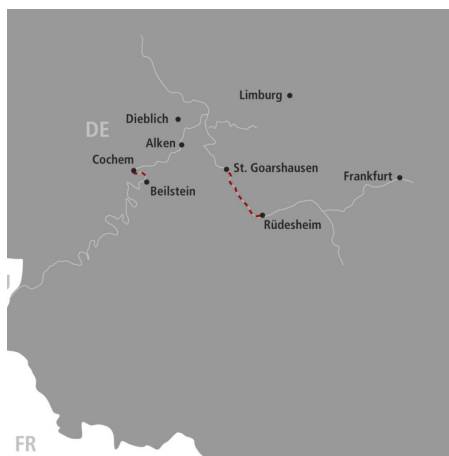 Limburg
Dieblich
DE
Alken
Cochem
St. Goarshausen
Frankfurt
Beilstein
Rüdesheim
FR